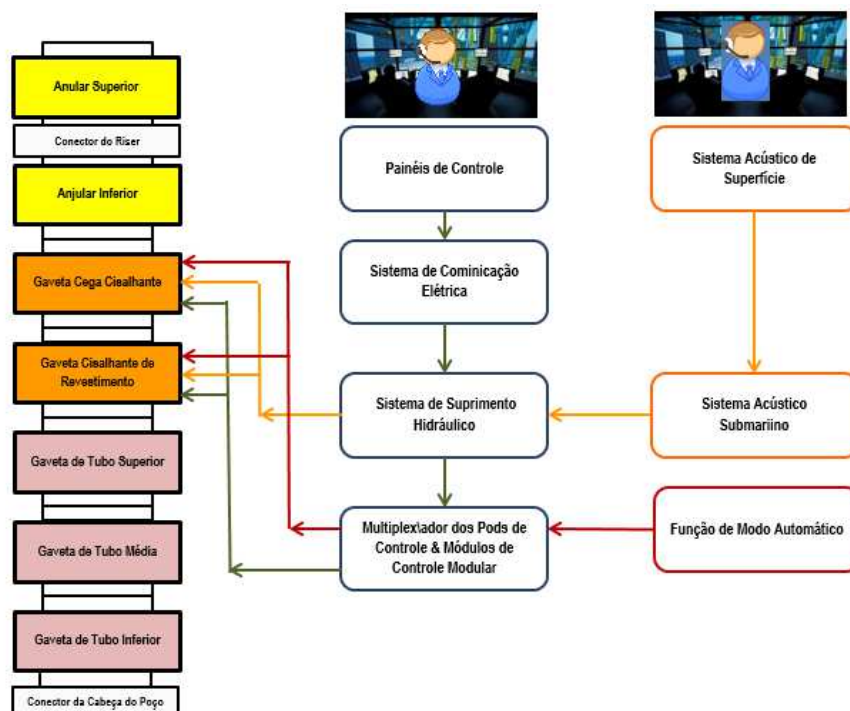 Anular Superior
Conector do Riser
Anjular Inferior
Gaveta Cega Cisalhante
Gaveta Cisalhante de
Revestimento
Gaveta de Tubo Superior
Gaveta de Tubo Média
Gaveta de Tubo Inferior
Conector da Cabeça do Poço
Painéis de Controle
Sistema de Cominicação
Elétrica
Sistema de Suprimento
Hidráulico
Multiplex\ador dos Pods de
Controle & Módulos de
Controle Modular
Sistema Acústico de
Superfície
Sistema Acústico
Submariino
Função de Modo Automático